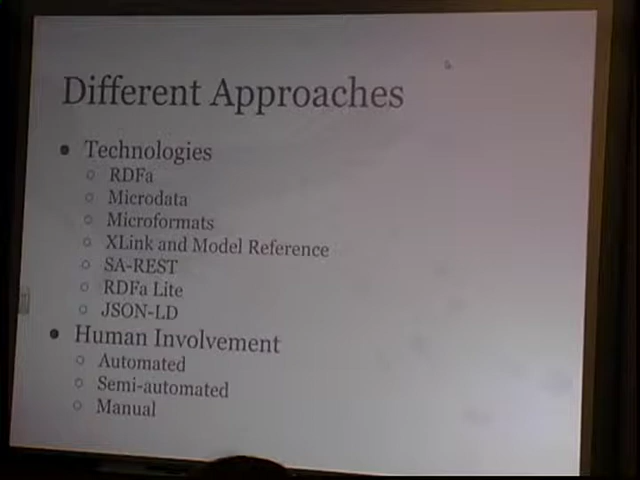 Different Approaches
Technologies
RDFa
Microdata
Microformats
XLink and Model Reference
SA-REST
RDFa Lite
JSON-LD
Human Involvement
Automated
Semi-automated
Manual